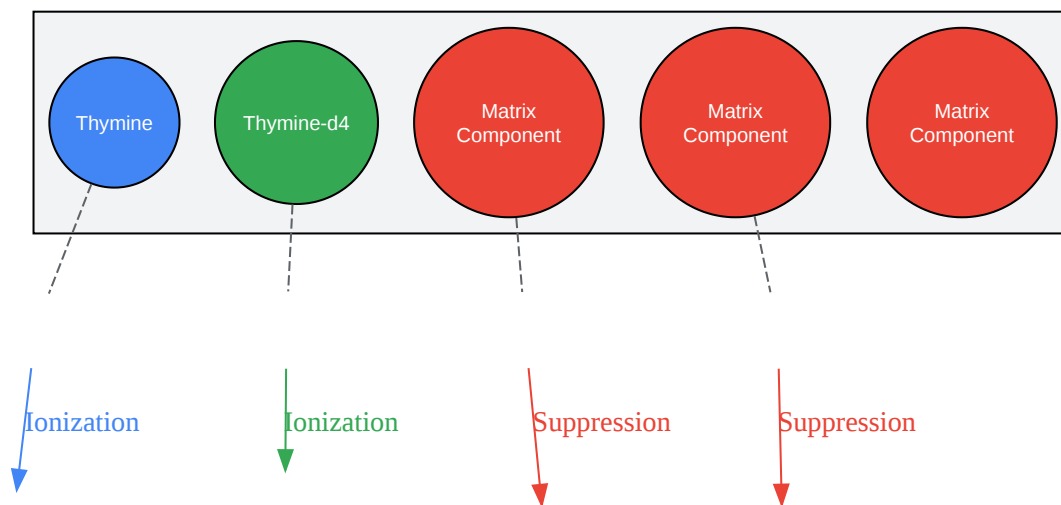 Thymine
Thymine-d4
Matrix
Component
Matrix
Component
Matrix
Component
Ionization
Ionization
Suppression
Suppression